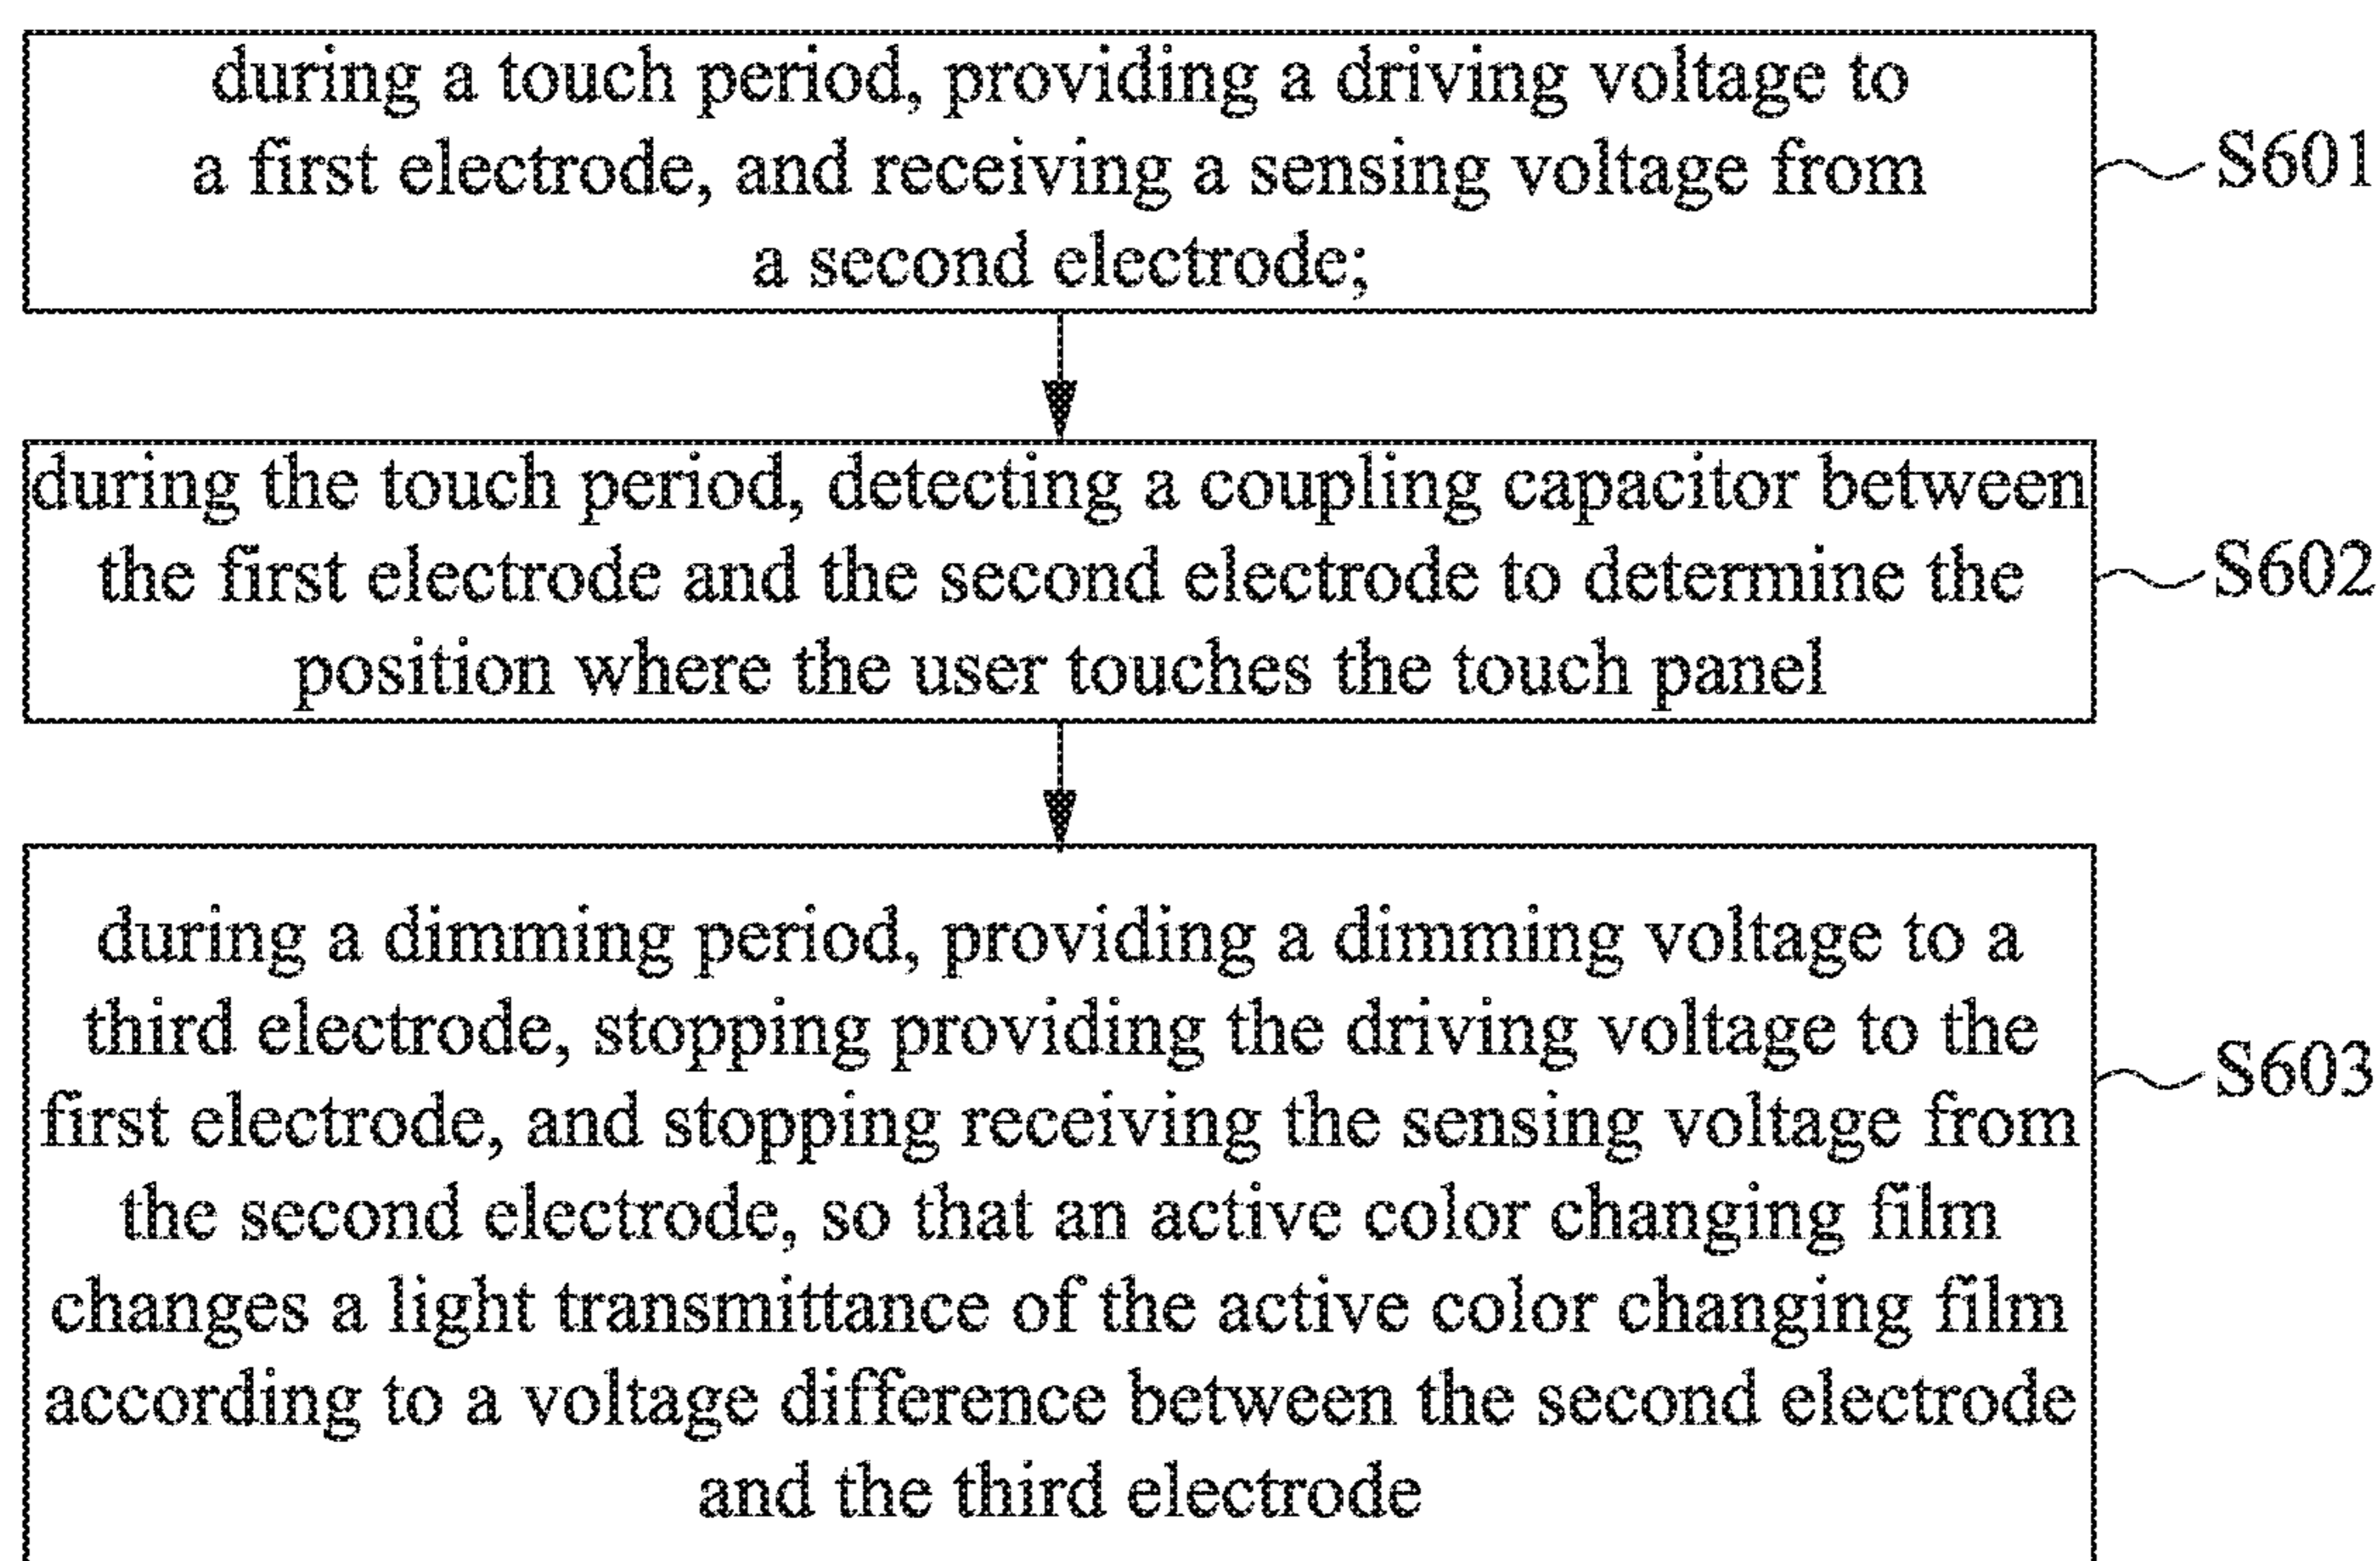 during a touch period, providing a driving voltage to
a first electrode, and receiving a sensing voltage from
a second electrode;
S601
during the touch period, detecting a coupling capacitor between
the first electrode and the second electrode to determine the
position where the user touches the touch panel
S602
during a dimming period, providing a dimming voltage to a
third electrode, stopping providing the driving voltage to the
first electrode, and stopping receiving the sensing voltage from
the second electrode, so that an active color changing film
changes a light transmittance of the active color changing film
according to a voltage difference between the second electrode
and the third electrode
S603